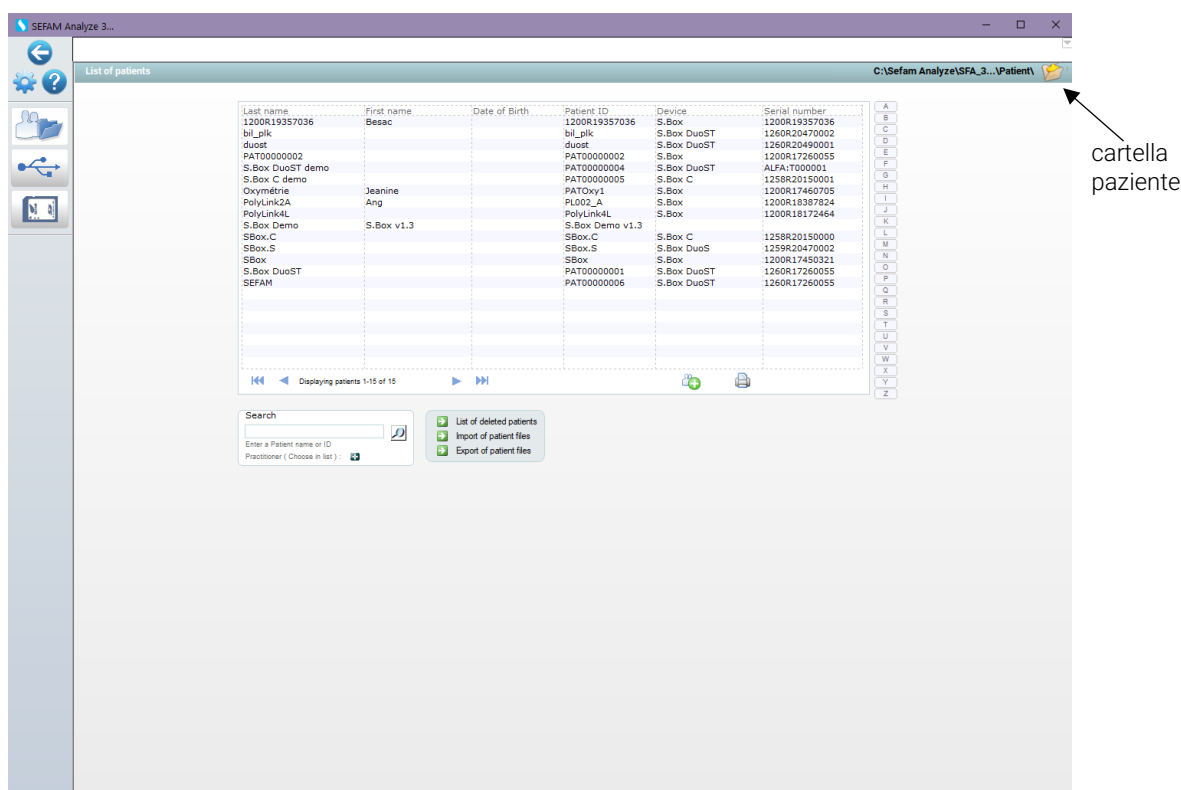 SEFAM Analyze 3...
List of patients
C:\Sefam Analyze\SFA_3...\Patient\
cartella
paziente
Last name First name Date of Birth Patient ID Device Serial number
1200R19357036 Besac 1200R19357036 S.Box 1200R19357036
bil_plk bil_plk S.Box DuoST 1260R20470002
duost duost S.Box DuoST 1260R20490001
PAT00000002 PAT00000002 S.Box 1200R17260055
S.Box DuoST demo PAT00000004 S.Box DuoST ALFA:T000001
S.Box C demo PAT00000005 S.Box C 1258R20150001
Oxymétrie Jeanine PATOxy1 S.Box 1200R17460705
PolyLink2A Ang PL002_A S.Box 1200R18387824
PolyLink4L PolyLink4L S.Box 1200R18172464
S.Box Demo S.Box v1.3 S.Box Demo v1.3
SBox.C SBox.C S.Box C 1258R20150000
SBox.S SBox.S S.Box DuoS 1259R20470002
SBox SBox S.Box 1200R17450321
S.Box DuoST PAT00000001 S.Box DuoST 1260R17260055
SEFAM PAT00000006 S.Box DuoST 1260R17260055
A
B
C
D
E
F
G
H
I
J
K
L
M
N
O
P
Q
R
S
T
U
V
W
X
Y
Z
Displaying patients 1-15 of 15
Search
Enter a Patient name or ID
Practitioner ( Choose in list ) :
List of deleted patients
Import of patient files
Export of patient files